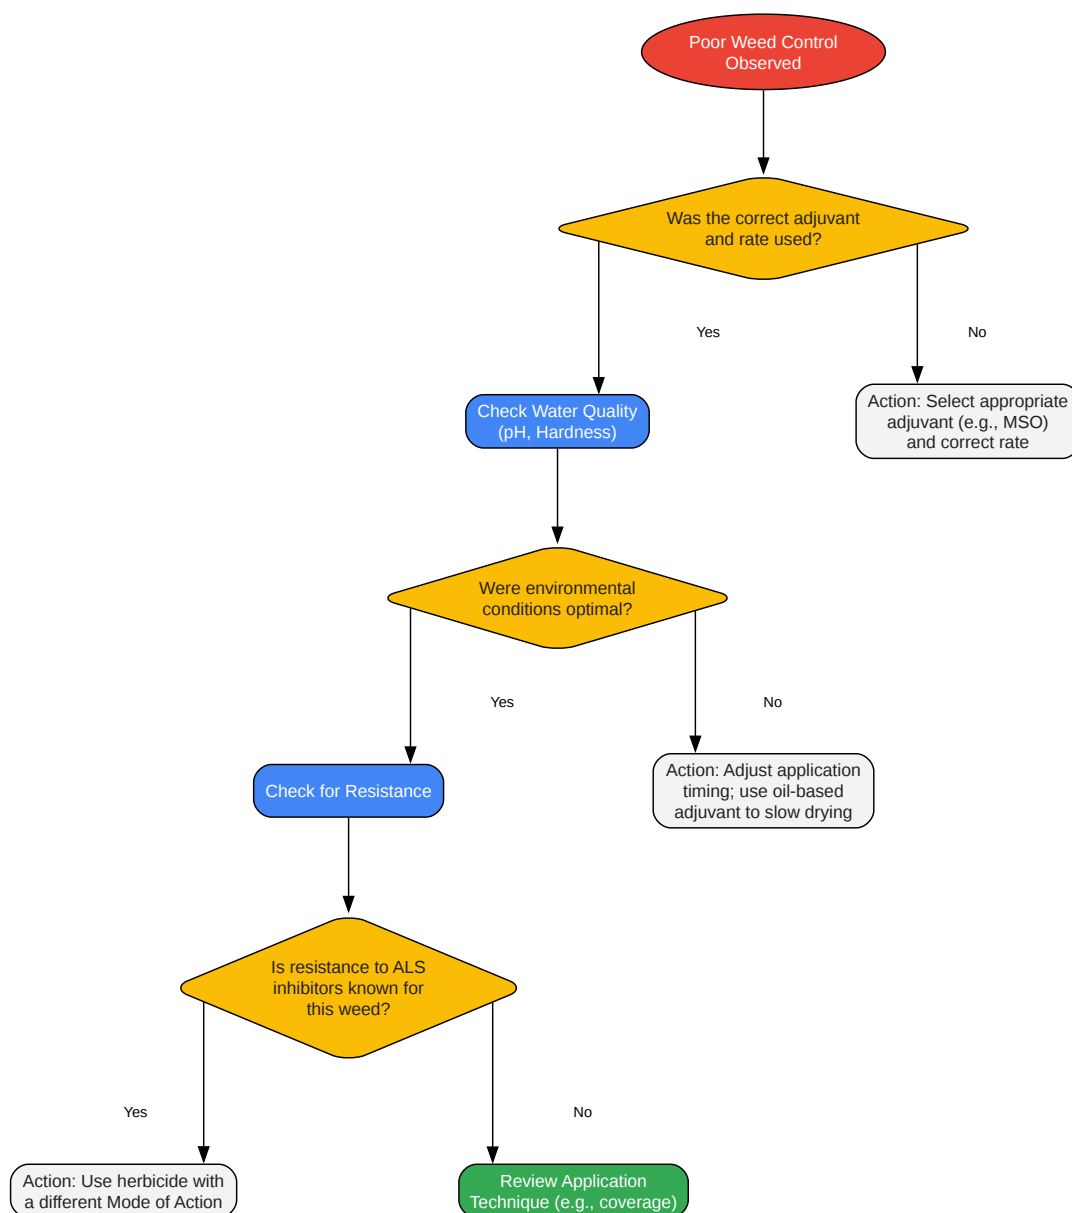 Poor Weed Control
Observed
Was the correct adjuvant
and rate used?
Yes
No
Check Water Quality
(pH, Hardness)
Action: Select appropriate
adjuvant (e.g., MSO)
and correct rate
Were environmental
conditions optimal?
Yes
No
Check for Resistance
Action: Adjust application
timing; use oil-based
adjuvant to slow drying
Is resistance to ALS
inhibitors known for
this weed?
Yes
No
Action: Use herbicide with
a different Mode of Action
Review Application
Technique (e.g., coverage)